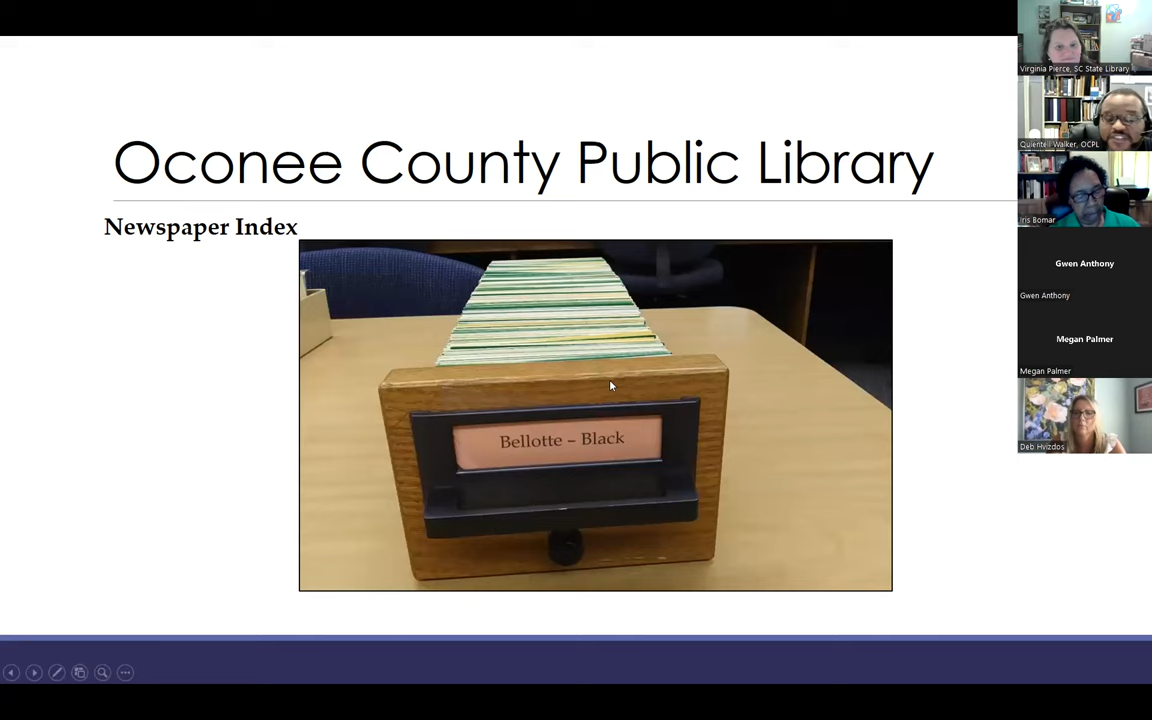 Oconee County Public Library
Newspaper Index
Bellotte – Black
Virginia Pierce, SC State Library
Quientell Walker, OCPL
Iris Bomar
Gwen Anthony
Gwen Anthony
Megan Palmer
Megan Palmer
Deb Hvizdos